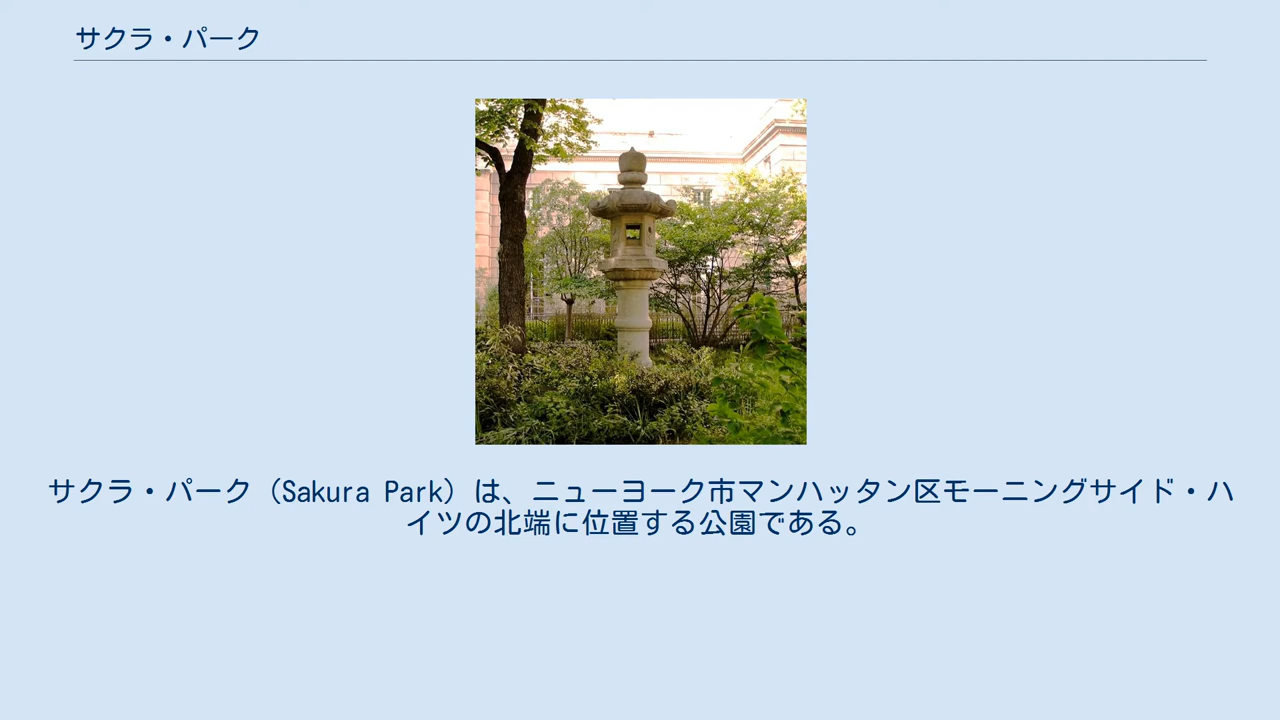 サクラ・パーク
サクラ・パーク（Sakura Park）は、ニューヨーク市マンハッタン区モーニングサイド・ハ
イツの北端に位置する公園である。